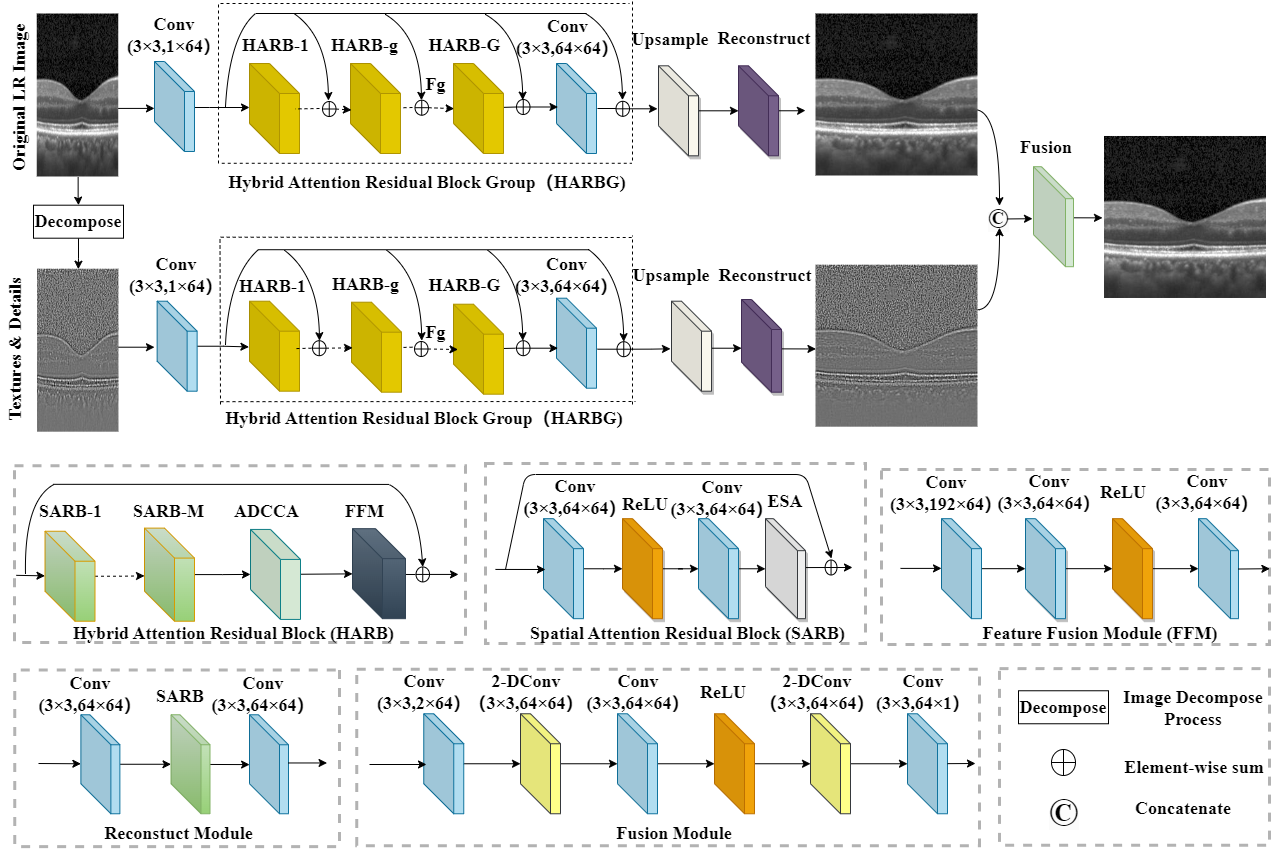 Original LR Image
Conv
(3×3,1×64)
HARB-1
HARB-g
HARB-G
Conv
(3×3,64×64)
Fg
Upsample
Reconstruct
Hybrid Attention Residual Block Group (HARBG)
Decompose
Fusion
C
Textures & Details
Conv
(3×3,1×64)
HARB-1
HARB-g
HARB-G
Conv
(3×3,64×64)
Fg
Upsample
Reconstruct
Hybrid Attention Residual Block Group (HARBG)
SARB-1
SARB-M
ADCCA
FFM
Hybrid Attention Residual Block (HARB)
Conv
(3×3,64×64)
ReLU
Conv
(3×3,64×64)
ESA
Spatial Attention Residual Block (SARB)
Conv
(3×3,192×64)
Conv
(3×3,64×64)
ReLU
Conv
(3×3,64×64)
Feature Fusion Module (FFM)
Conv
(3×3,64×64)
SARB
Conv
(3×3,64×64)
Reconstuct Module
Conv
(3×3,2×64)
2-DConv
(3×3,64×64)
Conv
(3×3,64×64)
ReLU
2-DConv
(3×3,64×64)
Conv
(3×3,64×1)
Fusion Module
Decompose
Image Decompose
Process
Element-wise sum
C
Concatenate